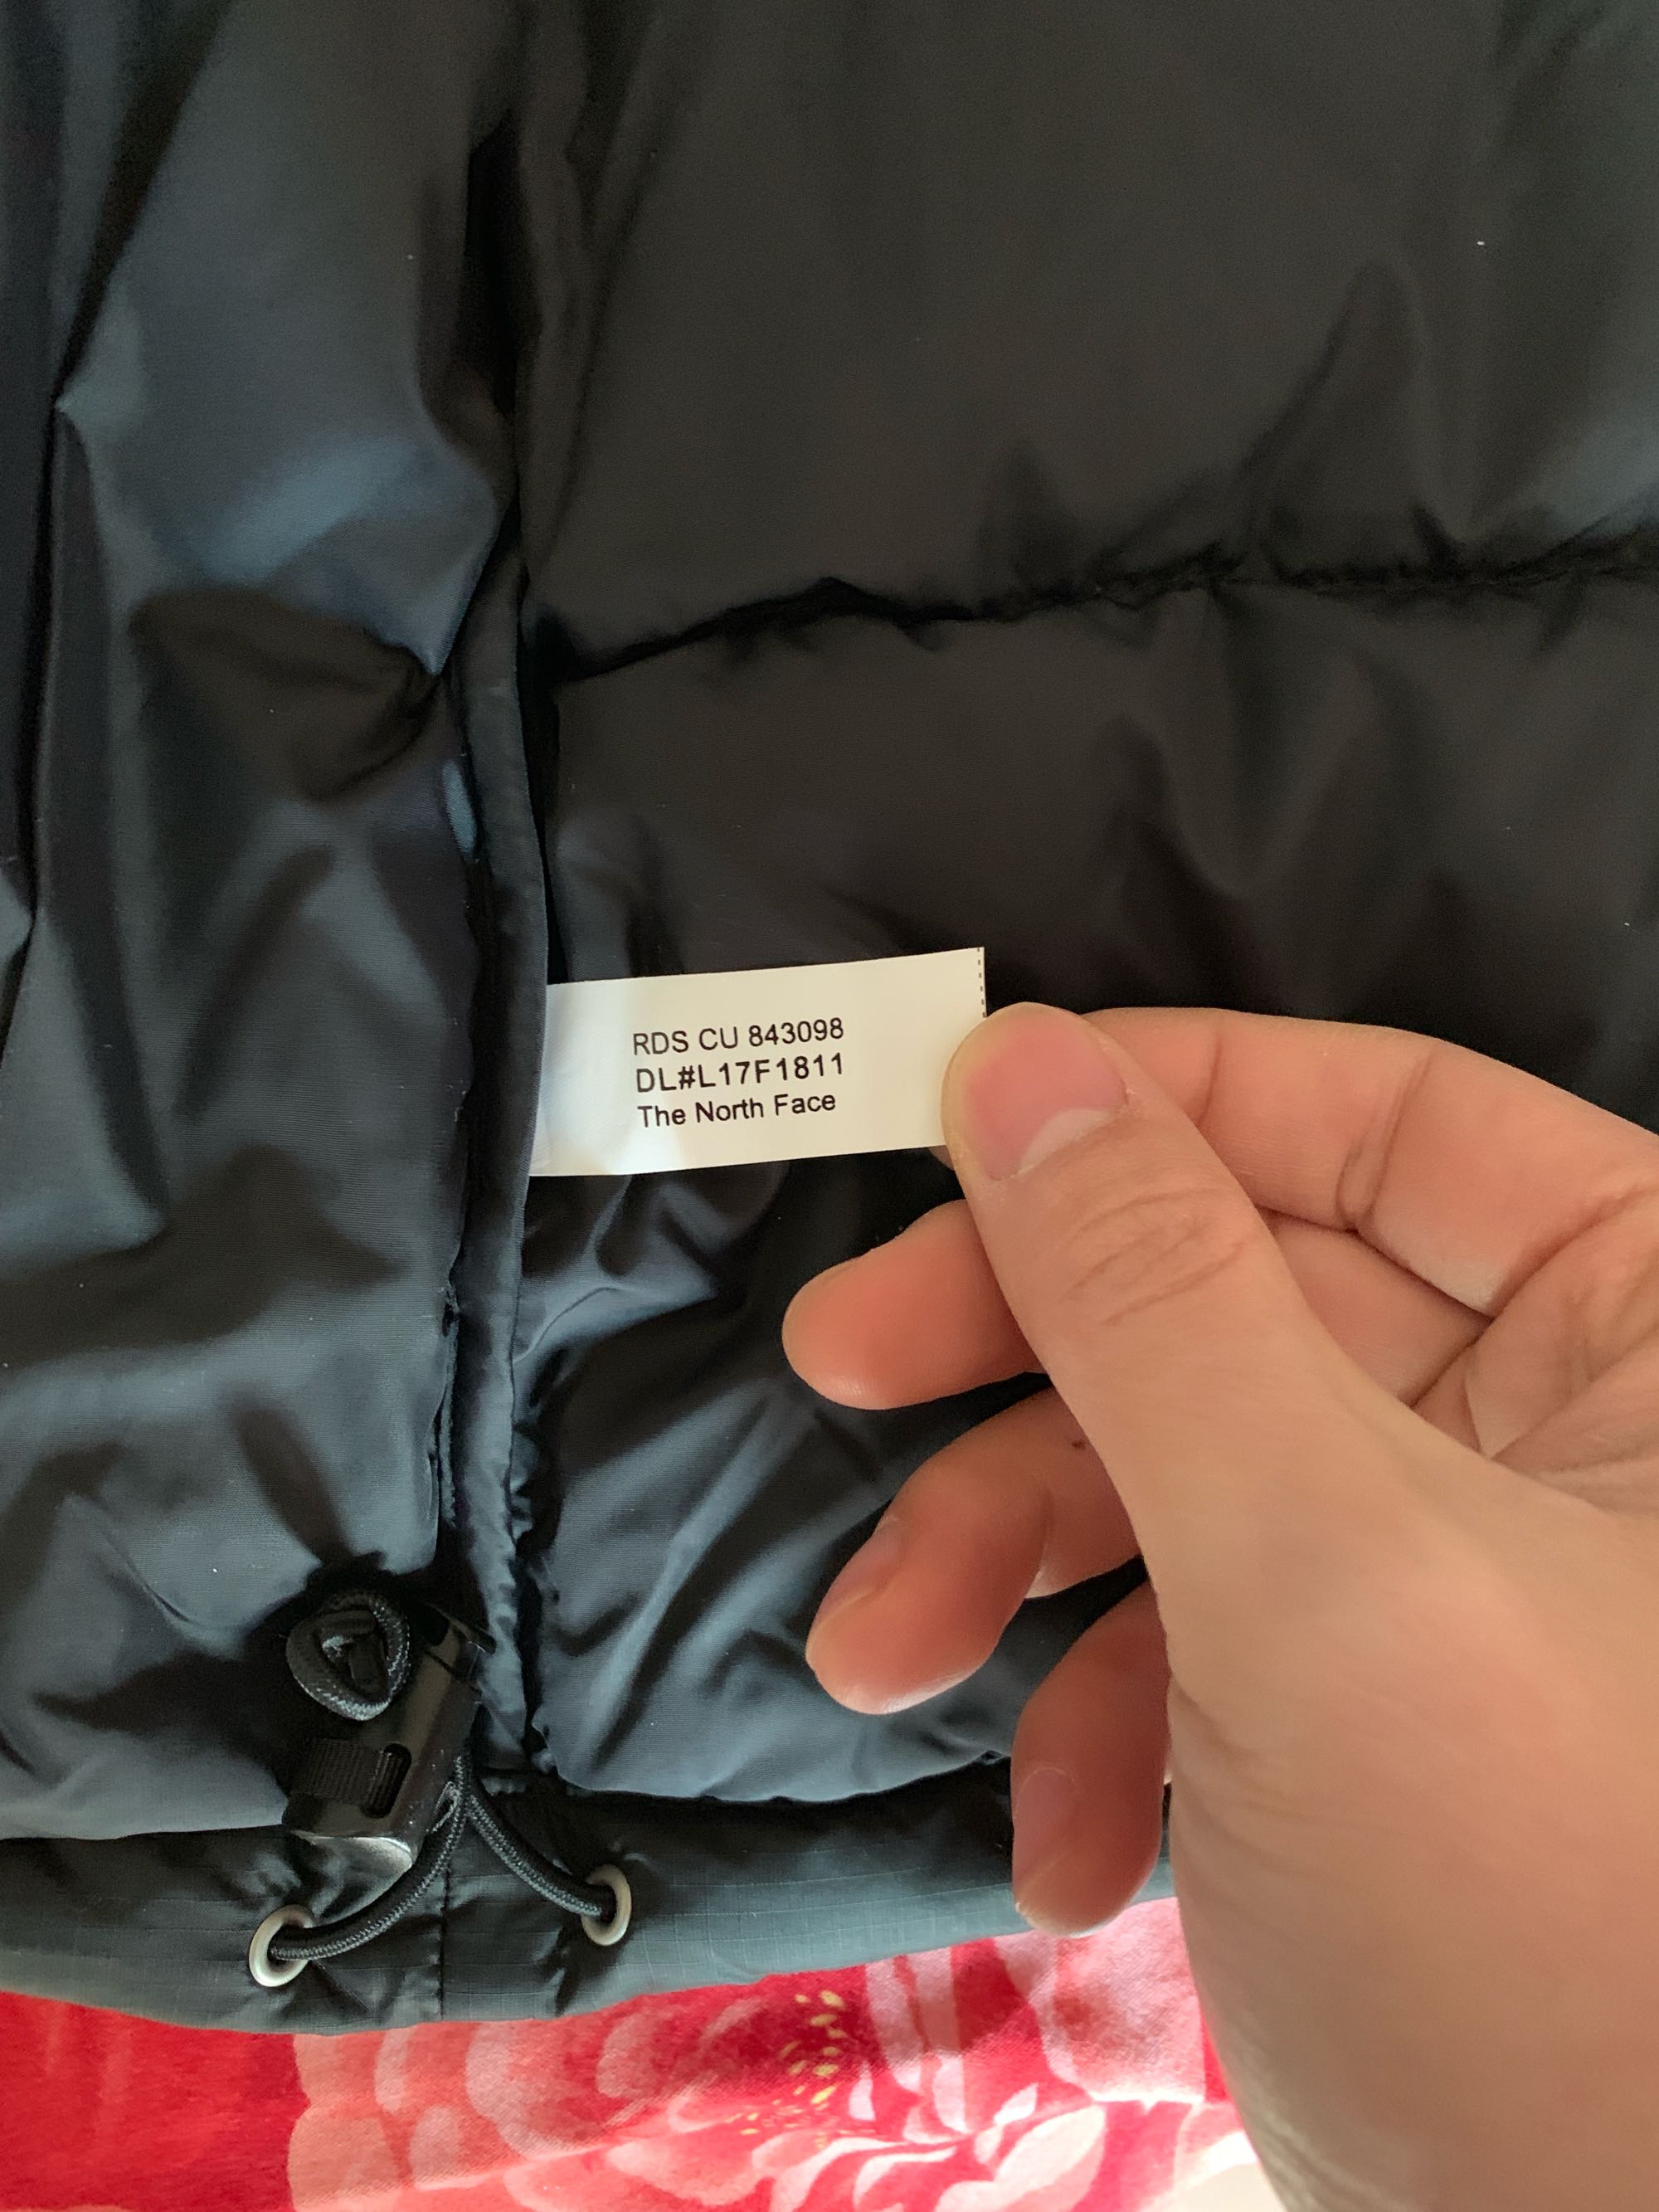 RDS CU 843098
DL#L17F1811
The North Face